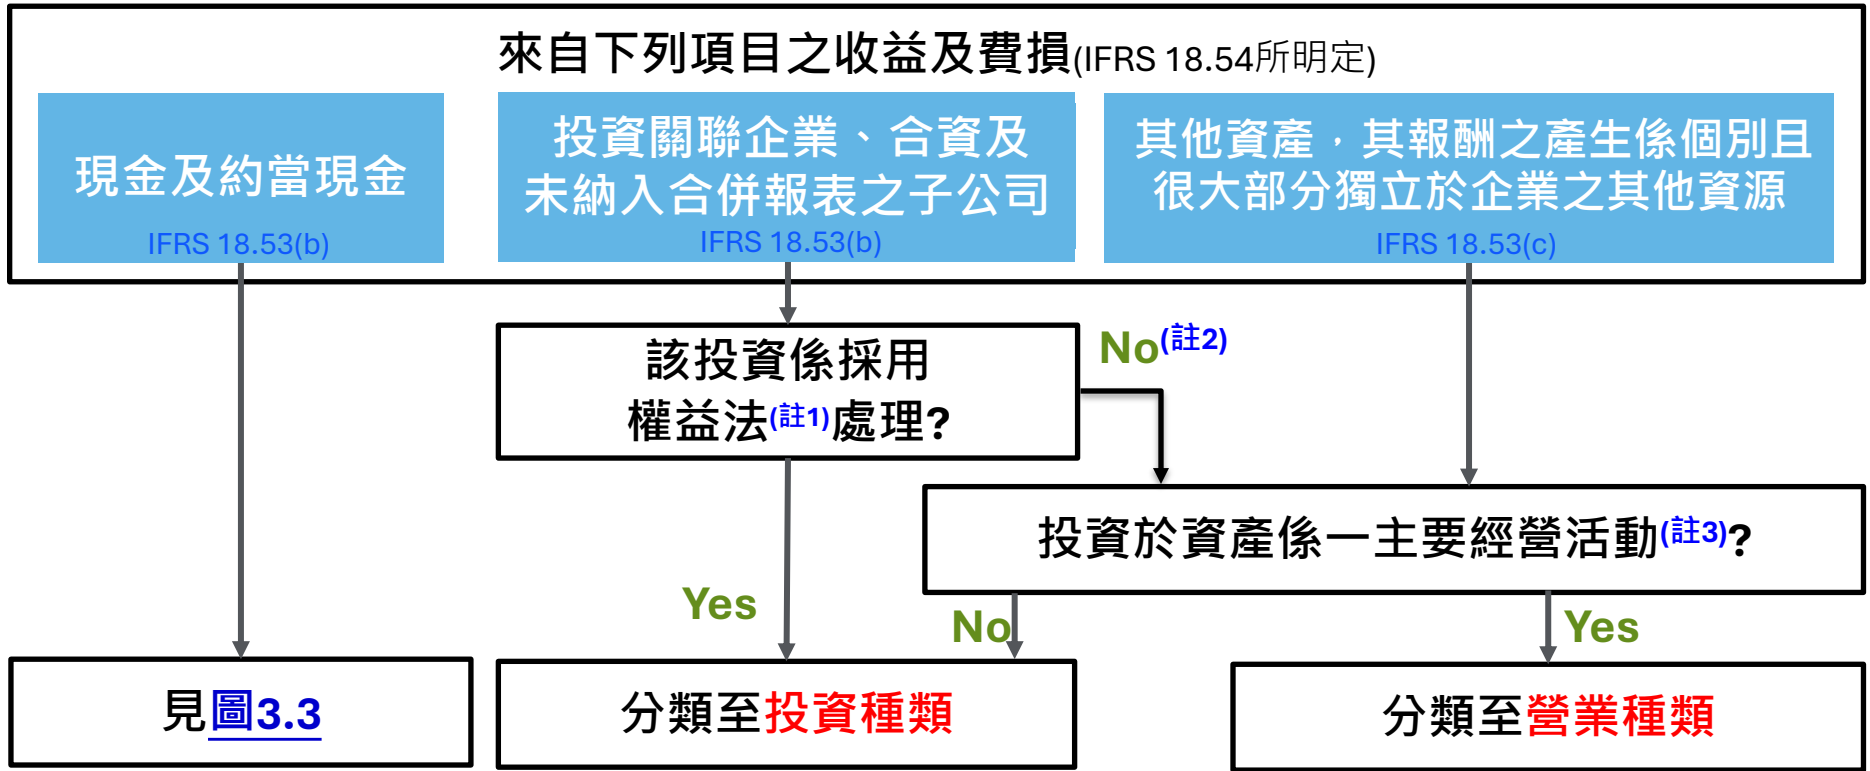 來自下列項目之收益及費損(IFRS 18.54所明定)
現金及約當現金
IFRS 18.53(b)
投資關聯企業、合資及
未納入合併報表之子公司
IFRS 18.53(b)
其他資產，其報酬之產生係個別且
很大部分獨立於企業之其他資源
IFRS 18.53(c)
該投資係採用
權益法(註1)處理?
No(註2)
投資於資產係一主要經營活動(註3)?
Yes
No
Yes
見圖3.3
分類至投資種類
分類至營業種類